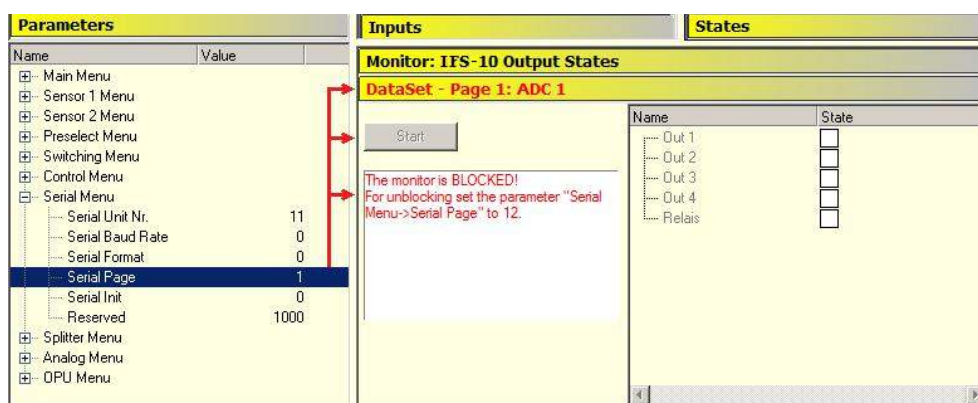 Parameters
Name Value
Main Menu
Sensor 1 Menu
Sensor 2 Menu
Preselect Menu
Switching Menu
Control Menu
Serial Menu
Serial Unit Nr. 11
Serial Baud Rate 0
Serial Format 0
Serial Page 1
Serial Init 0
Reserved 1000
Splitter Menu
Analog Menu
OPU Menu
Inputs
States
Monitor: IFS-10 Output States
DataSet - Page 1: ADC 1
Start
The monitor is BLOCKED!
For unblocking set the parameter "Serial
Menu->Serial Page" to 12.
Name State
Out 1
Out 2
Out 3
Out 4
Relais